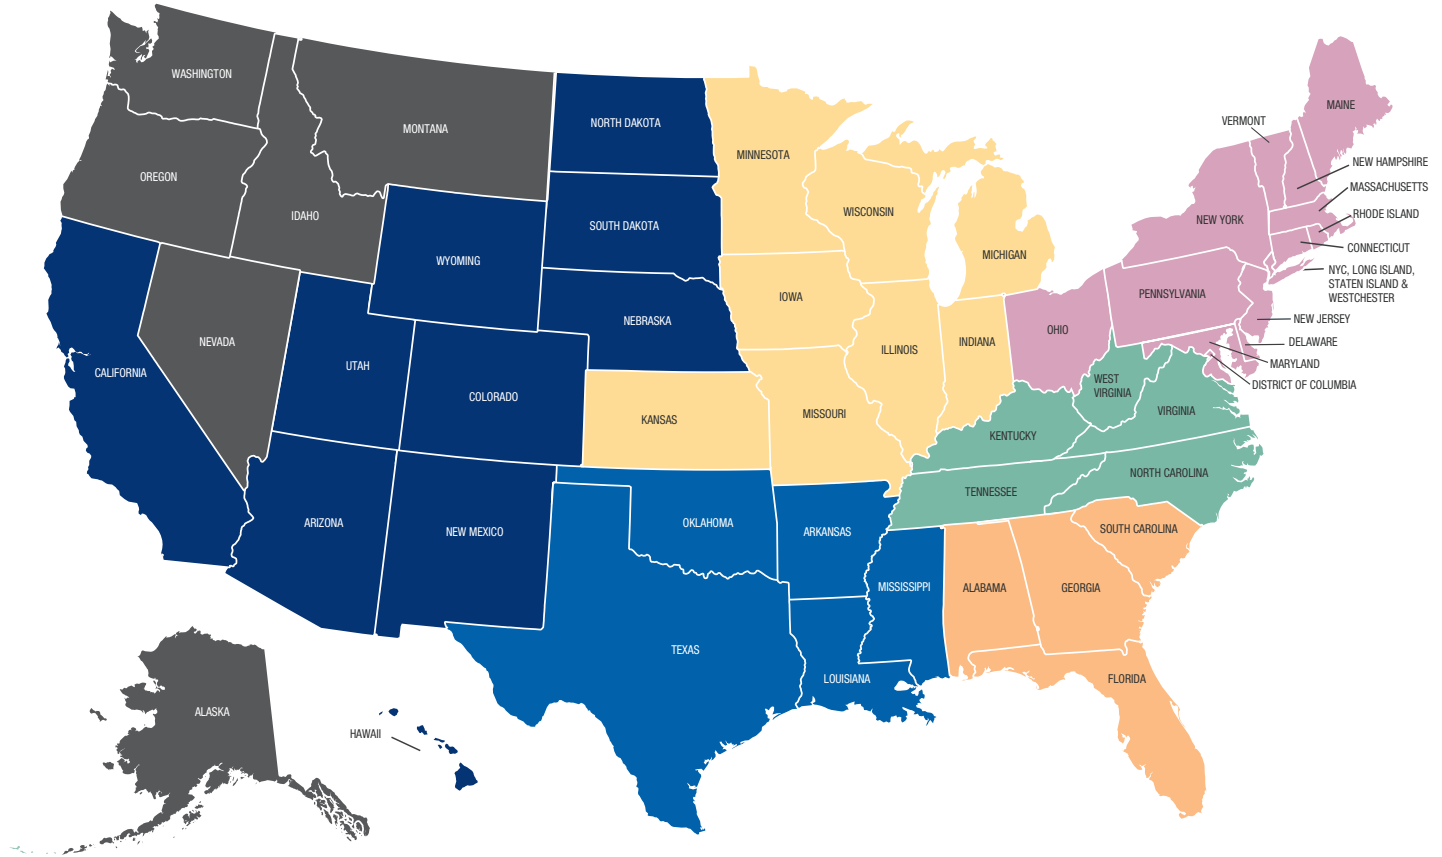 WASHINGTON
MONTANA
NORTH DAKOTA
MINNESOTA
MAINE
VERMONT
NEW HAMPSHIRE
MASSACHUSETTS
RHODE ISLAND
CONNECTICUT
NYC, LONG ISLAND,
STATEN ISLAND &
WESTCHESTER
NEW JERSEY
DELAWARE
MARYLAND
DISTRICT OF COLUMBIA
OREGON
IDAHO
WYOMING
SOUTH DAKOTA
WISCONSIN
MICHIGAN
NEW YORK
PENNSYLVANIA
NEVADA
UTAH
CALIFORNIA
COLORADO
NEBRASKA
IOWA
ILLINOIS
INDIANA
OHIO
KANSAS
MISSOURI
WEST
VIRGINIA
VIRGINIA
KENTUCKY
TENNESSEE
NORTH CAROLINA
SOUTH CAROLINA
ARIZONA
NEW MEXICO
OKLAHOMA
ARKANSAS
MISSISSIPPI
ALABAMA
GEORGIA
TEXAS
LOUISIANA
FLORIDA
ALASKA
HAWAII